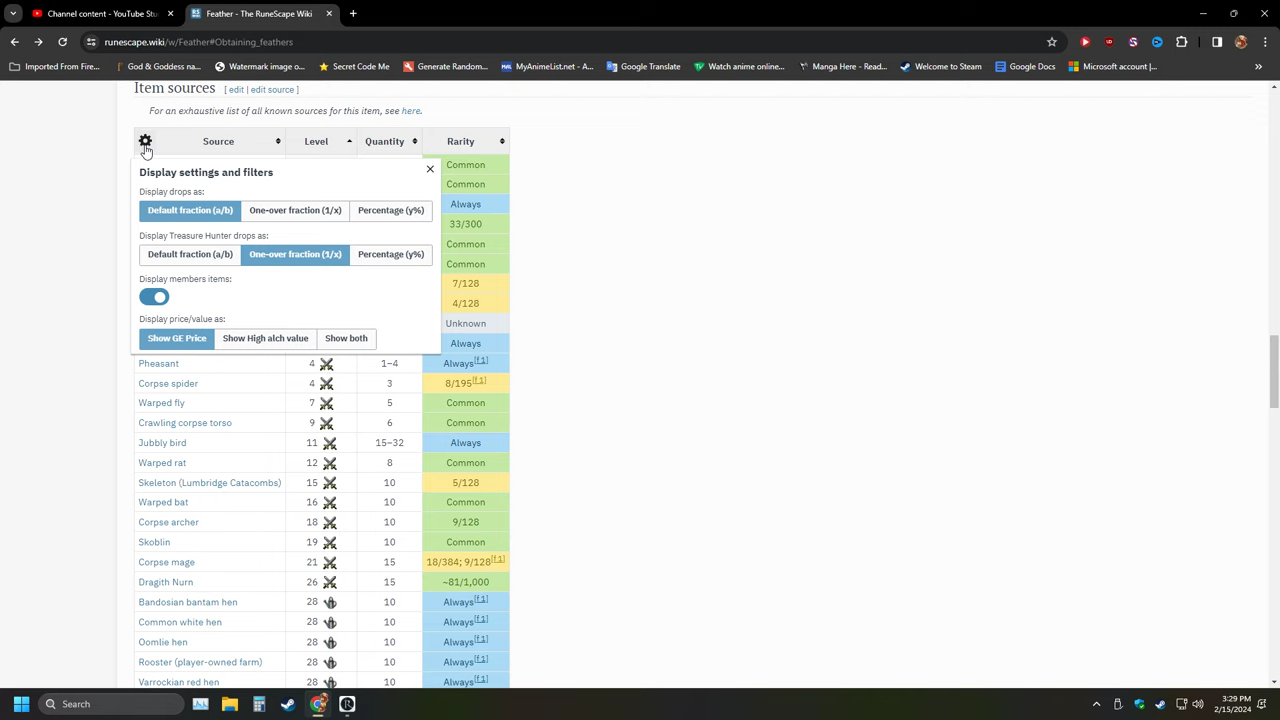 Channel content - YouTube Stu
Feather - The RuneScape Wiki
runescape.wiki/w/Feather#Obtaining_feathers
Imported From Firef...
God & Goddess na...
Watermark image o...
Secret Code Me
Generate Random...
MyAnimeList.net - A...
Google Translate
Watch anime online...
Manga Here - Read...
Membership Benefits
Google Docs
Microsoft account |...
Item sources [ edit | edit source ]
For an exhaustive list of all known sources for this item, see here.
Source Level Quantity Rarity
Display settings and filters
Display drops as:
Default fraction (a/b) One-over fraction (1/x) Percentage (y%)
Display Treasure Hunter drops as:
Default fraction (a/b) One-over fraction (1/x) Percentage (y%)
Display members items:
Display price/value as:
Show GE Price Show High alch value Show both
Common
Common
Always
33/300
Common
Common
7/128
4/128
Unknown
Always
Pheasant 4 1–4 Always[f 1]
Corpse spider 4 3 8/195[f 1]
Warped fly 7 5 Common
Crawling corpse torso 9 6 Common
Jubbly bird 11 15–32 Always
Warped rat 12 8 Common
Skeleton (Lumbridge Catacombs) 15 10 5/128
Warped bat 16 10 Common
Corpse archer 18 10 9/128
Skoblin 19 10 Common
Corpse mage 21 15 18/384; 9/128[f 1]
Dragith Nurn 26 15 ~81/1,000
Bandosian bantam hen 28 10 Always[f 1]
Common white hen 28 10 Always[f 1]
Oomlie hen 28 10 Always[f 1]
Rooster (player-owned farm) 28 10 Always[f 1]
Varrockian red hen 28 10 Always[f 1]
Search
3:29 PM
2/15/2024